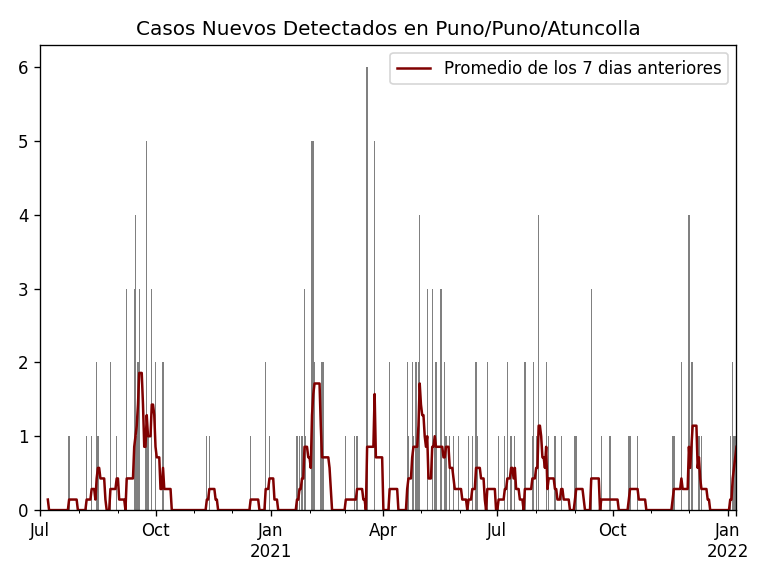 Casos Nuevos Detectados en Puno/Puno/Atuncolla
Promedio de los 7 dias anteriores
6
5
4
3
2
1
0
Jul Oct Jan Apr Jul Oct Jan
2021 2022